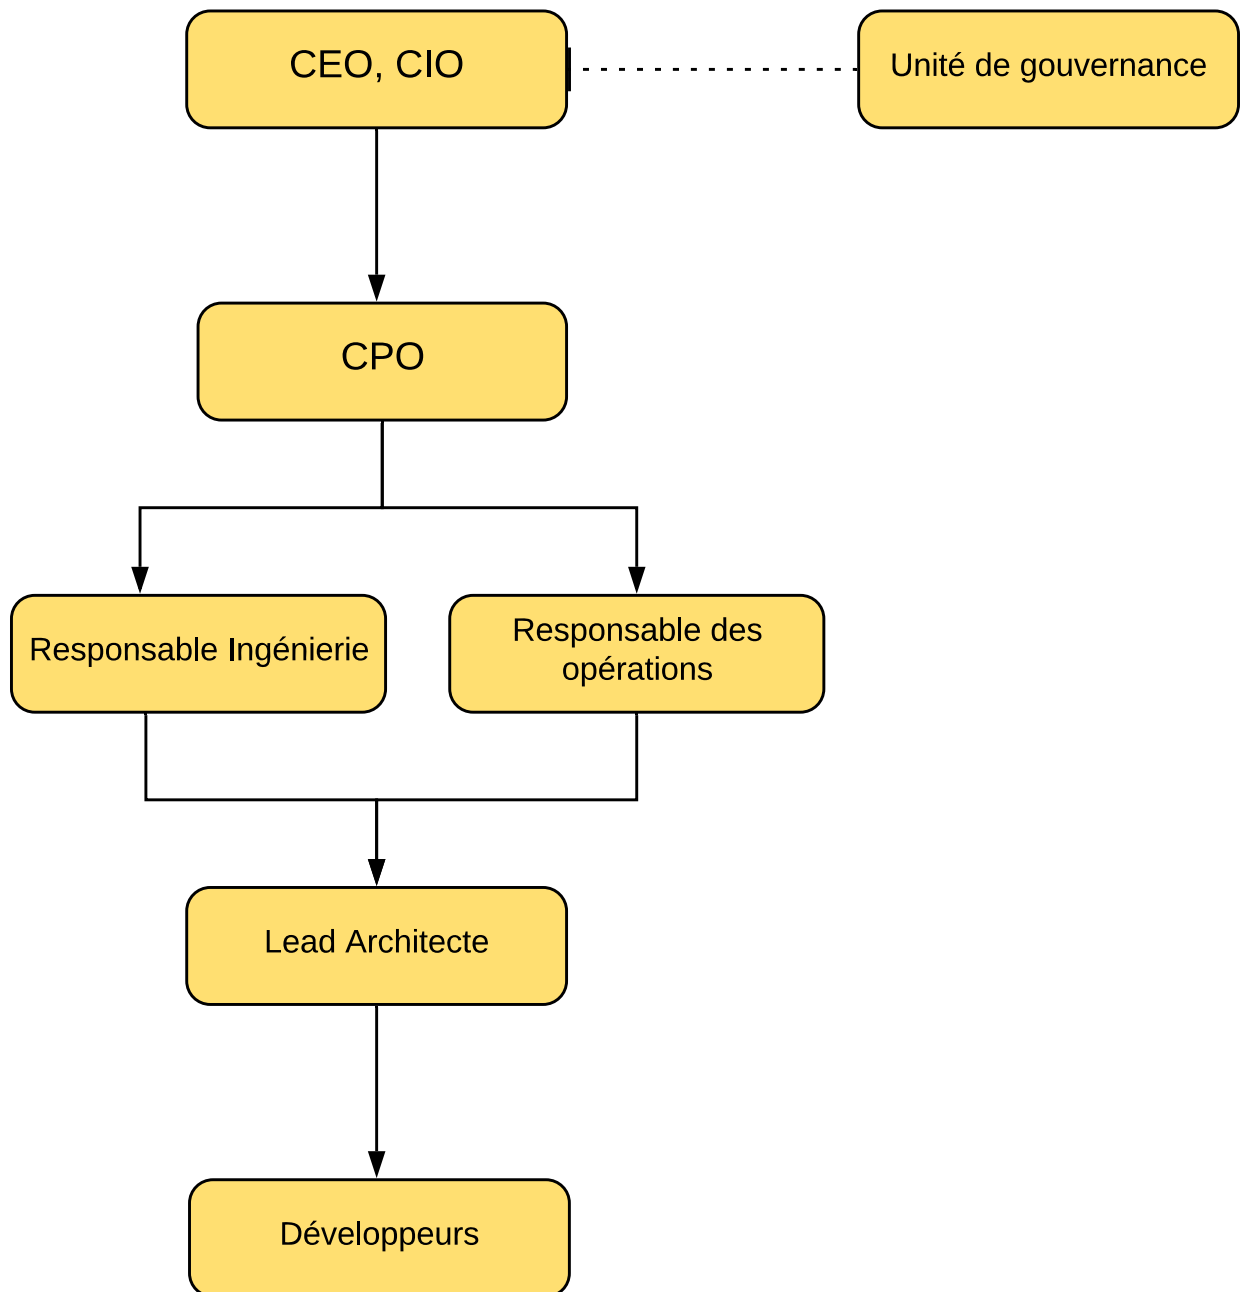 CEO, CIO
Unité de gouvernance
CPO
Responsable Ingénierie
Responsable des
opérations
Lead Architecte
Développeurs